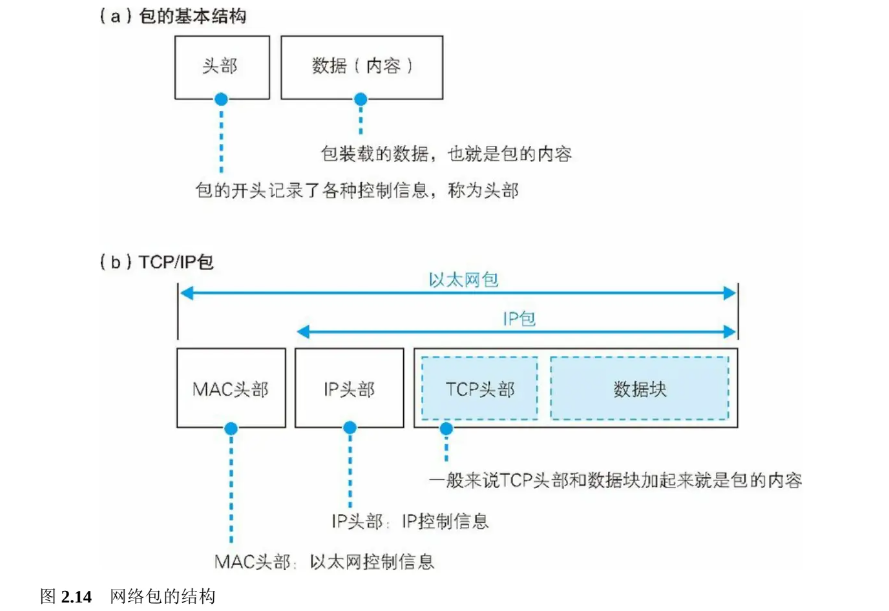 （a）包的基本结构
头部
数据（内容）
包装载的数据，也就是包的内容
包的开头记录了各种控制信息，称为头部
（b）TCP/IP包
以太网包
IP包
MAC头部
IP头部
TCP头部
数据块
一般来说TCP头部和数据块加起来就是包的内容
IP头部：IP控制信息
MAC头部：以太网控制信息
图 2.14 网络包的结构